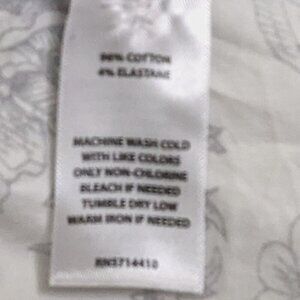 96% COTTON
4% ELASTANE
MACHINE WASH COLD
WITH LIKE COLORS
ONLY NON-CHLORINE
BLEACH IF NEEDED
TUMBLE DRY LOW
WARM IRON IF NEEDED